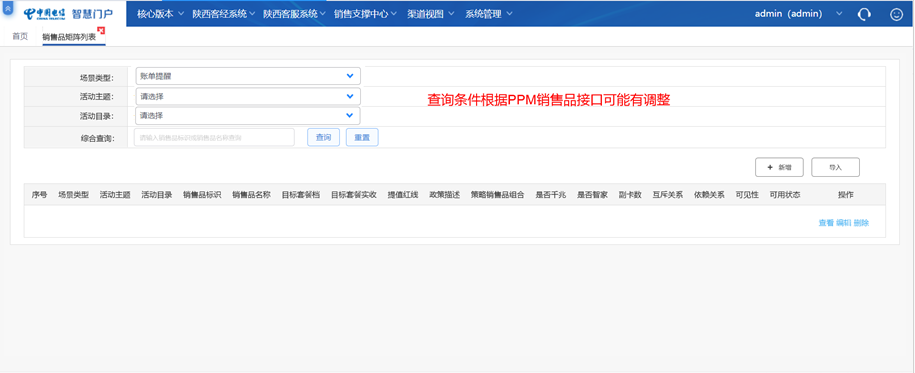 中国电信 智慧门户 核心版本 陕西客经系统 陕西客服系统 销售支撑中心 渠道视图 系统管理 admin（admin）
CHINA TELECOM
首页 销售品矩阵列表
场景类型： 账单提醒
活动主题： 请选择
查询条件根据PPM销售品接口可能有调整
活动目录： 请选择
综合查询： 请输入销售品标识或销售品名称查询 查询 重置
+ 新增 导入
序号 场景类型 活动主题 活动目录 销售品标识 销售品名称 目标套餐档 目标套餐实收 提值红线 政策描述 策略销售品组合 是否千兆 是否智家 副卡数 互斥关系 依赖关系 可见性 可用状态 操作
查看 编辑 删除